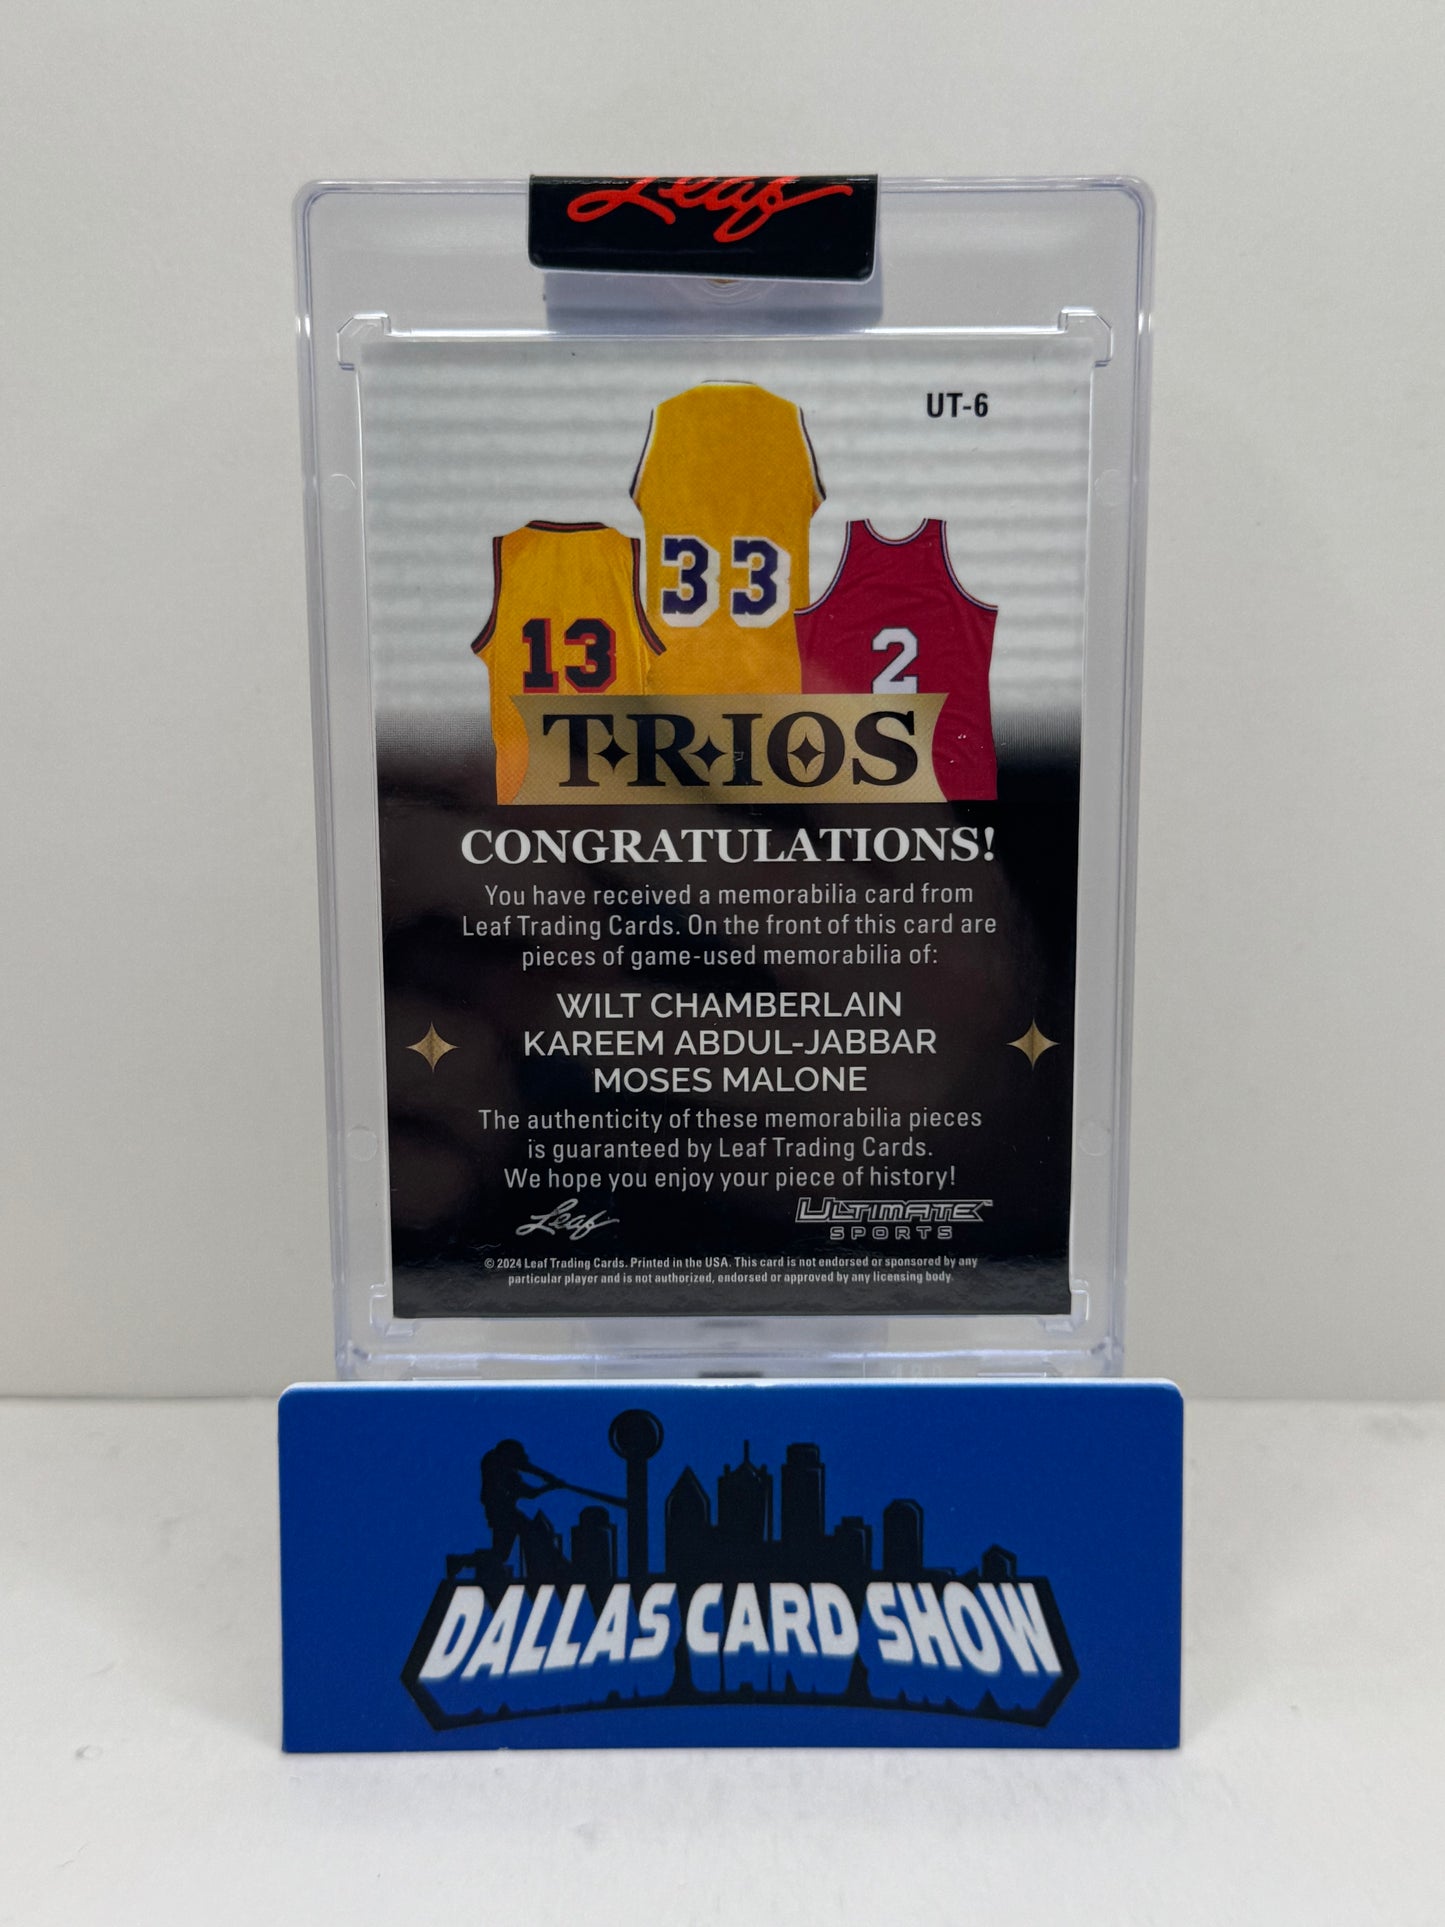 Leaf
UT-6
33
13
2
TRIOS
CONGRATULATIONS!
You have received a memorabilia card from
Leaf Trading Cards. On the front of this card are
pieces of game-used memorabilia of:
WILT CHAMBERLAIN
KAREEM ABDUL-JABBAR
MOSES MALONE
The authenticity of these memorabilia pieces
is guaranteed by Leaf Trading Cards.
We hope you enjoy your piece of history!
Leaf
ULTIMATE™
SPORTS
© 2024 Leaf Trading Cards. Printed in the USA. This card is not endorsed or sponsored by any
particular player and is not authorized, endorsed or approved by any licensing body.
DALLAS CARD SHOW